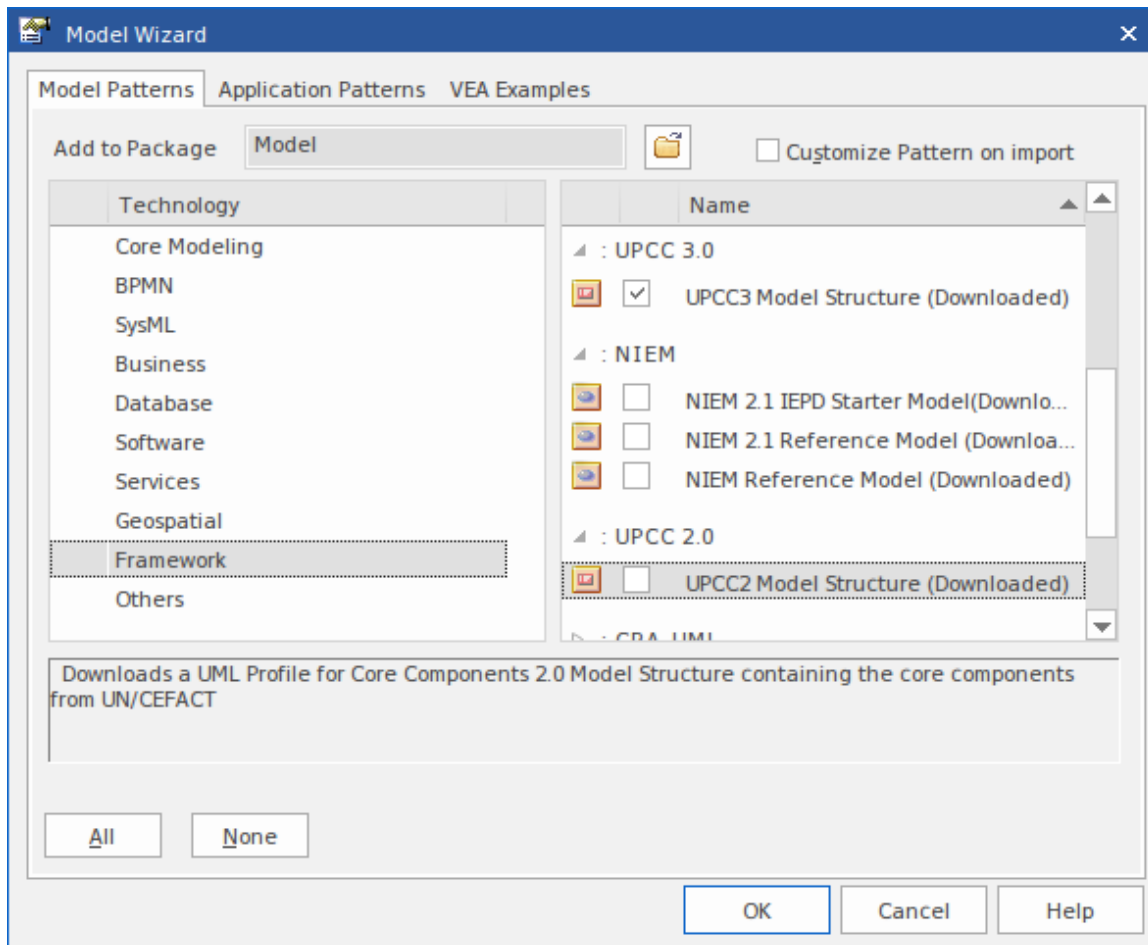 Model Wizard
Model Patterns Application Patterns VEA Examples
Add to Package Model Customize Pattern on import
Technology
Core Modeling
BPMN
SysML
Business
Database
Software
Services
Geospatial
Framework
Others
Name
: UPCC 3.0
UPCC3 Model Structure (Downloaded)
: NIEM
NIEM 2.1 IEPD Starter Model(Downlo...
NIEM 2.1 Reference Model (Downloa...
NIEM Reference Model (Downloaded)
: UPCC 2.0
UPCC2 Model Structure (Downloaded)
Downloads a UML Profile for Core Components 2.0 Model Structure containing the core components
from UN/CEFACT
All None
OK Cancel Help